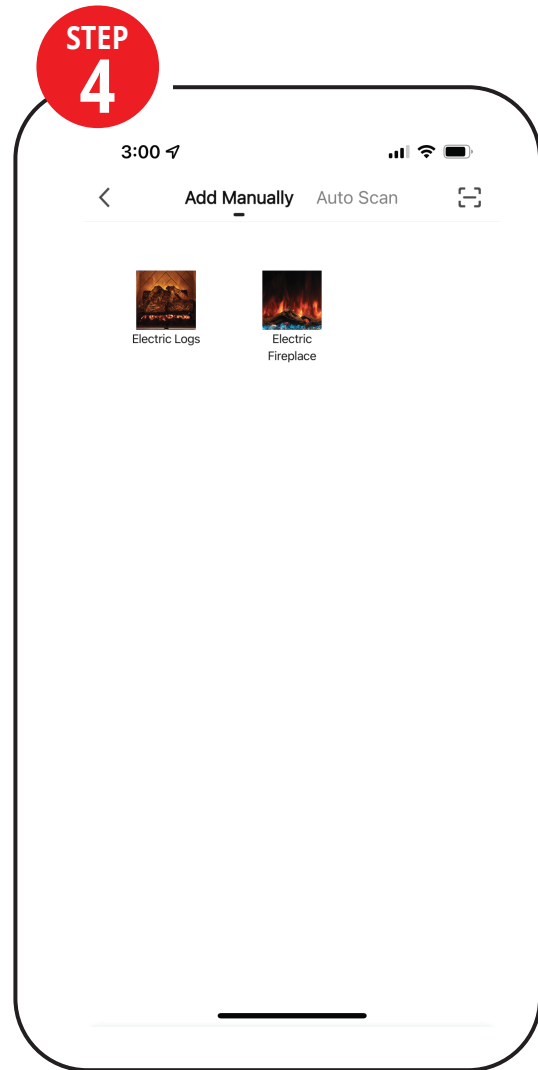 STEP
4
3:00
Add Manually Auto Scan
Electric Logs
Electric
Fireplace